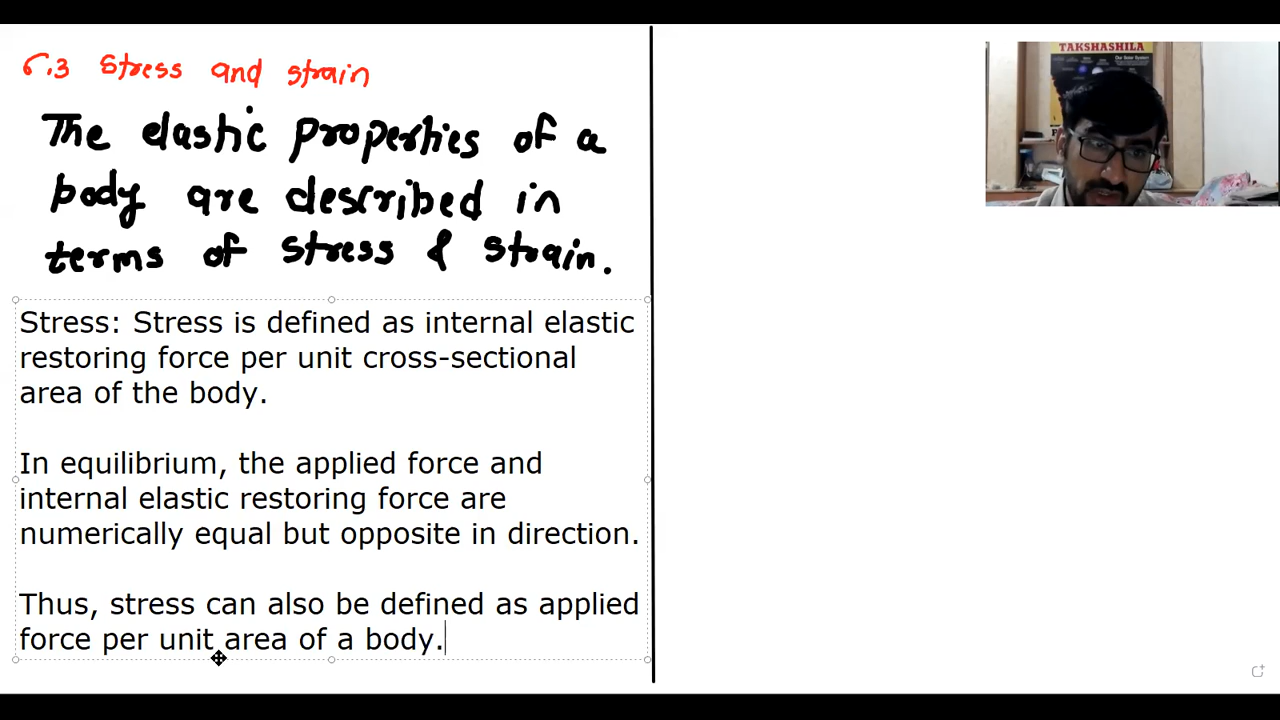 6.3 Stress and strain
The elastic properties of a
body are described in
terms of stress & strain.
Stress: Stress is defined as internal elastic
restoring force per unit cross-sectional
area of the body.
In equilibrium, the applied force and
internal elastic restoring force are
numerically equal but opposite in direction.
Thus, stress can also be defined as applied
force per unit area of a body.
TAKSHASHILA
Our Solar System